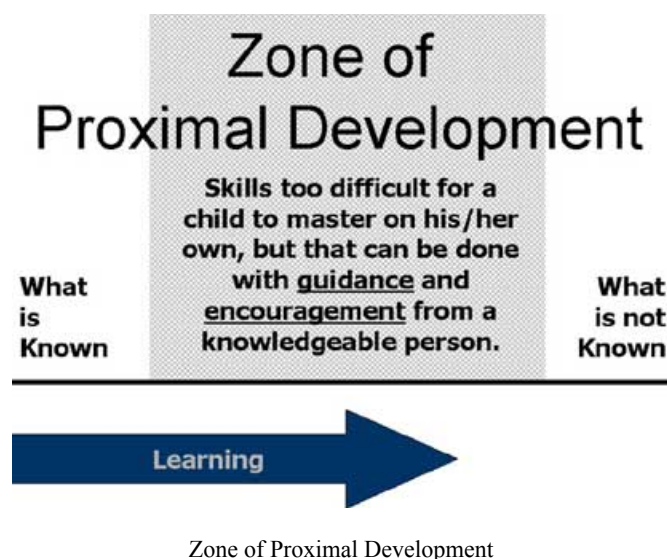 Zone of
Proximal Development
Skills too difficult for a
child to master on his/her
own, but that can be done
with guidance and
encouragement from a
knowledgeable person.
What
is
Known
What
is not
Known
Learning
Zone of Proximal Development